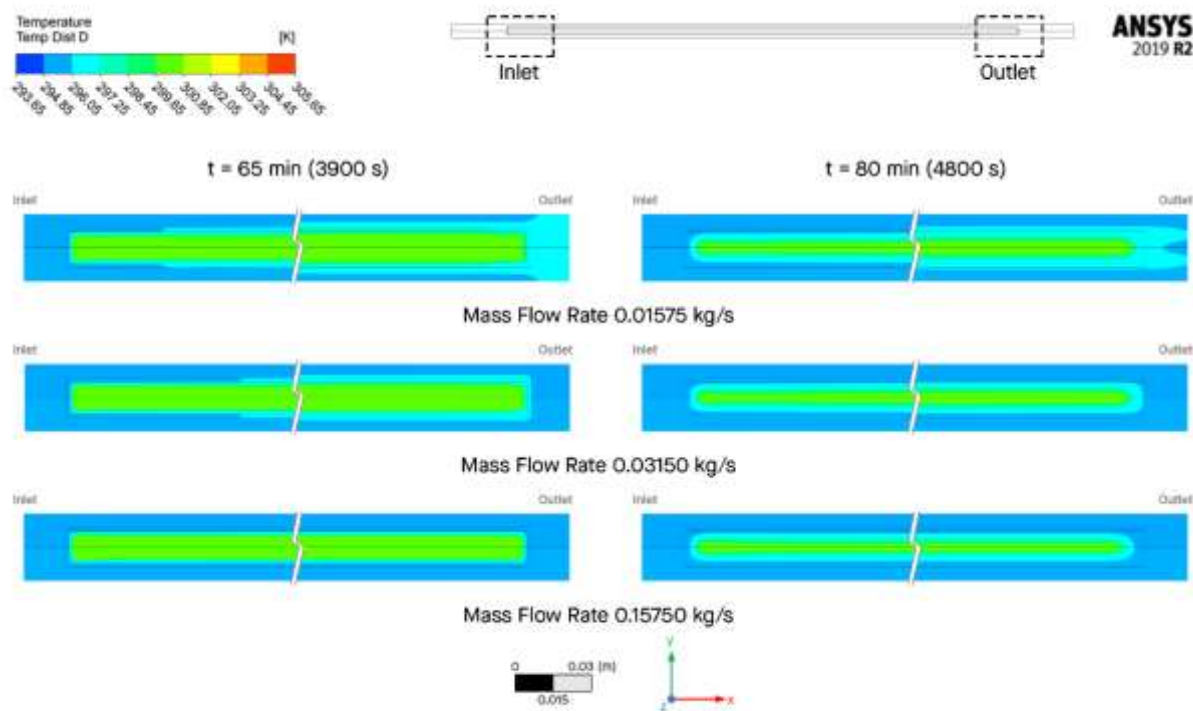 Temperature
Temp Dist D
[K]
293.65 294.85 296.05 297.25 298.45 299.65 300.85 302.05 303.25 304.45 305.65
Inlet
Outlet
ANSYS
2019 R2
t = 65 min (3900 s)
t = 80 min (4800 s)
Inlet Outlet Inlet Outlet
Mass Flow Rate 0.01575 kg/s
Inlet Outlet Inlet Outlet
Mass Flow Rate 0.03150 kg/s
Inlet Outlet Inlet Outlet
Mass Flow Rate 0.15750 kg/s
0 0.03 (m)
0.015
Y
Z
X